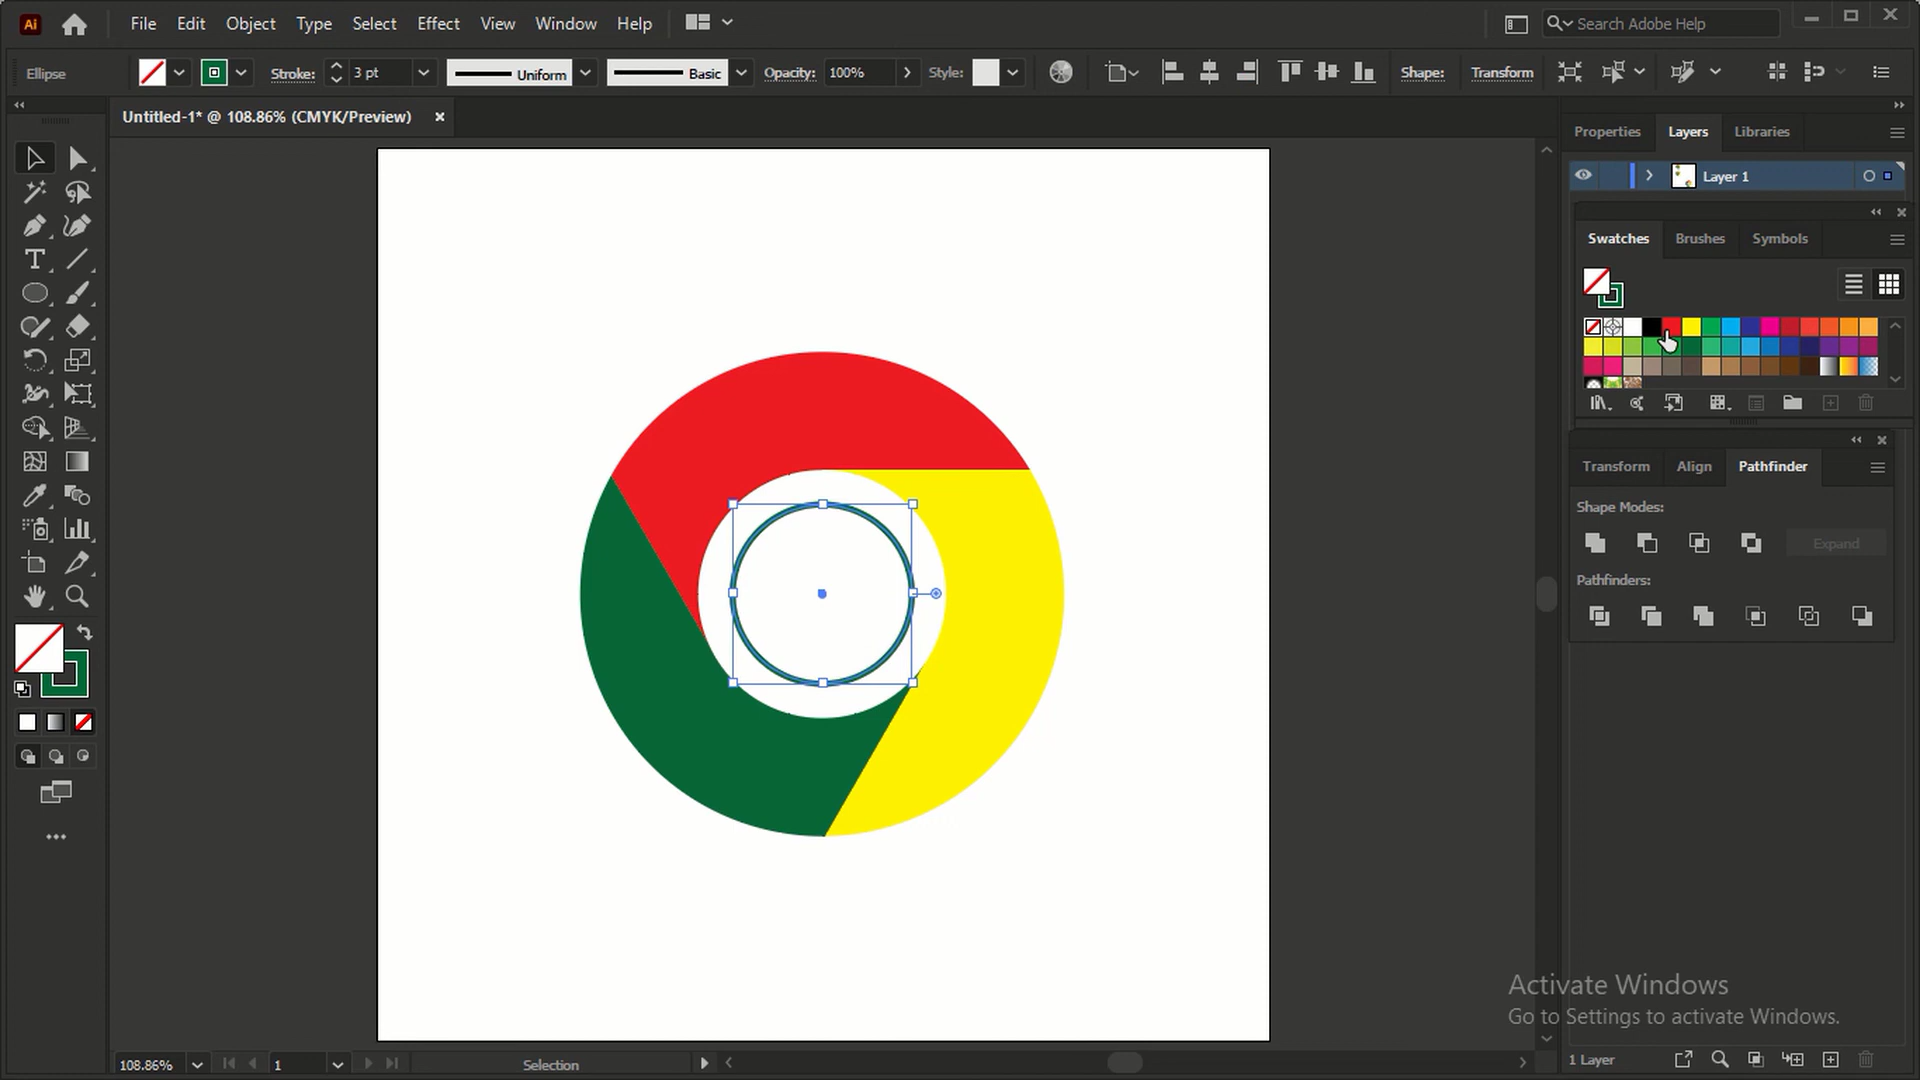 Ai File Edit Object Type Select Effect View Window Help Search Adobe Help
Ellipse Stroke: 3 pt Uniform Basic Opacity: 100% Style: Shape: Transform
Untitled-1* @ 108.86% (CMYK/Preview)
Properties Layers Libraries
Layer 1
Swatches Brushes Symbols
Transform Align Pathfinder
Shape Modes:
Expand
Pathfinders:
Activate Windows
Go to Settings to activate Windows.
108.86% 1 Selection 1 Layer